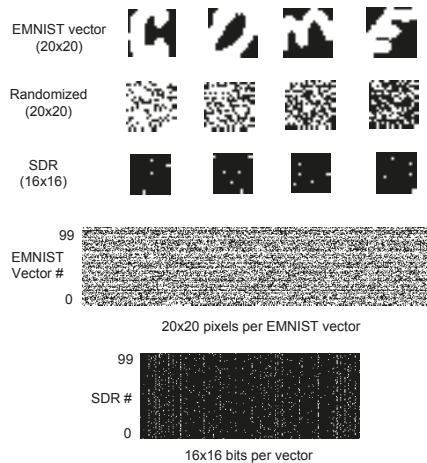 EMNIST vector
(20x20)
Randomized
(20x20)
SDR
(16x16)
99
EMNIST
Vector #
0
20x20 pixels per EMNIST vector
99
SDR #
0
16x16 bits per vector